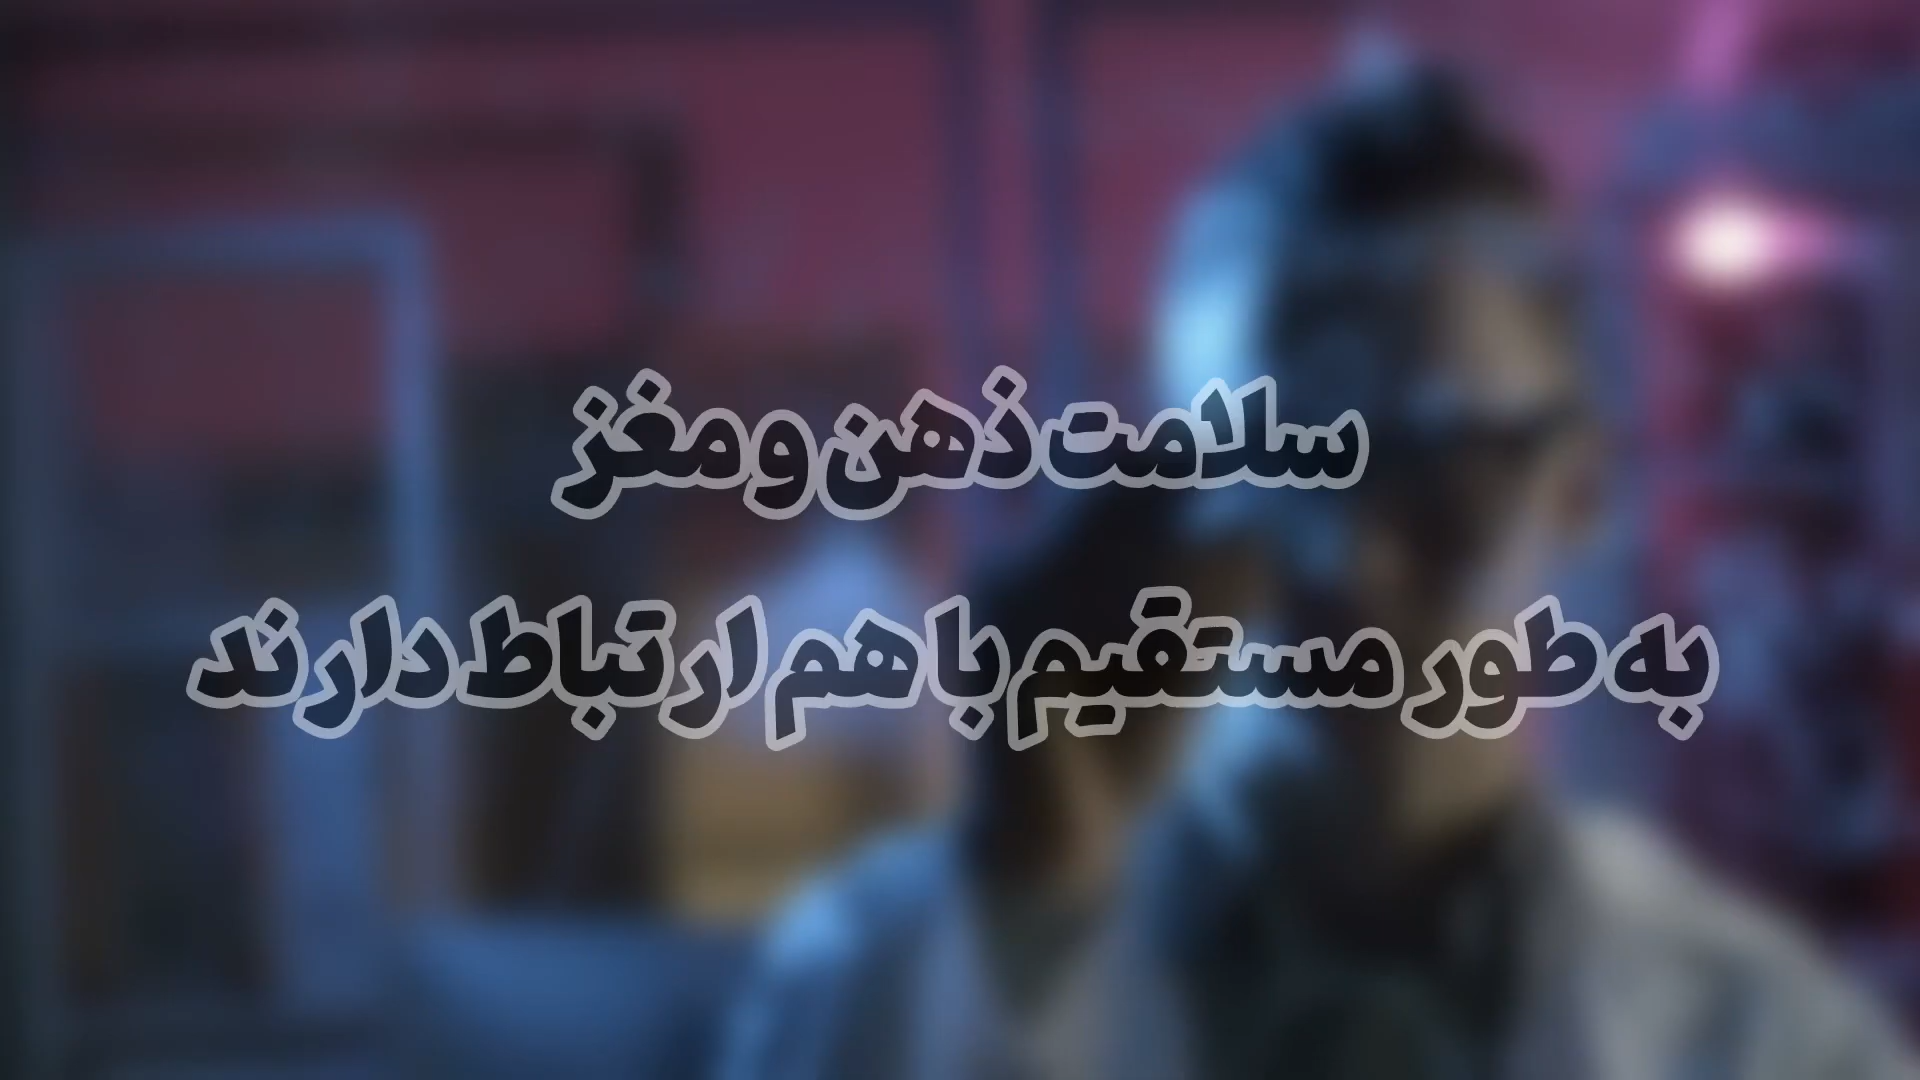 سلامت ذهن و مغز
به طور مستقیم با هم ارتباط دارند